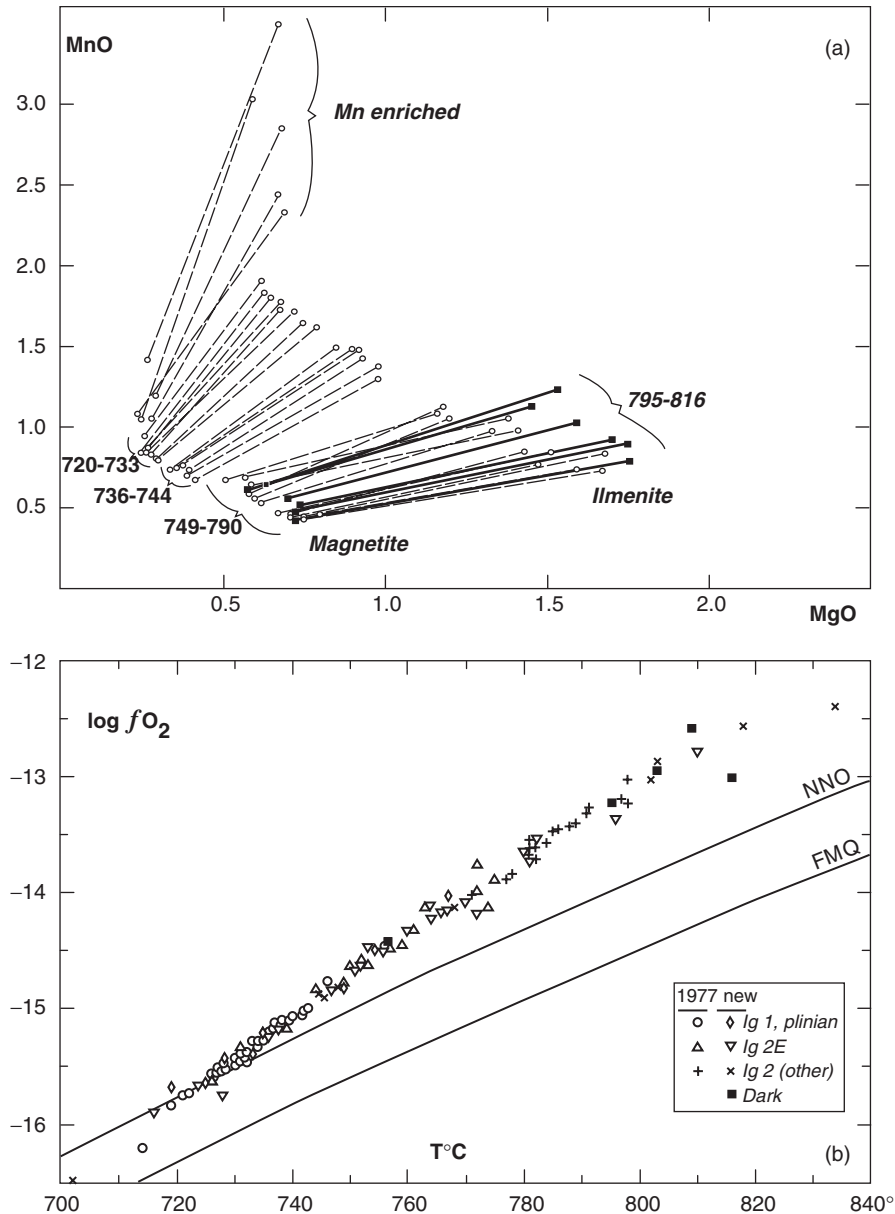 MnO
(a)
3.0
Mn enriched
2.5
2.0
1.5
795-816
1.0
720-733
736-744
Ilmenite
0.5
749-790
Magnetite
0.5
1.0
1.5
2.0
MgO
−12
log fO2
−13
NNO
FMQ
−14
1977 new
Ig 1, plinian
−15
Ig 2E
Ig 2 (other)
Dark
−16
T°C
(b)
700
720
740
760
780
800
820
840°